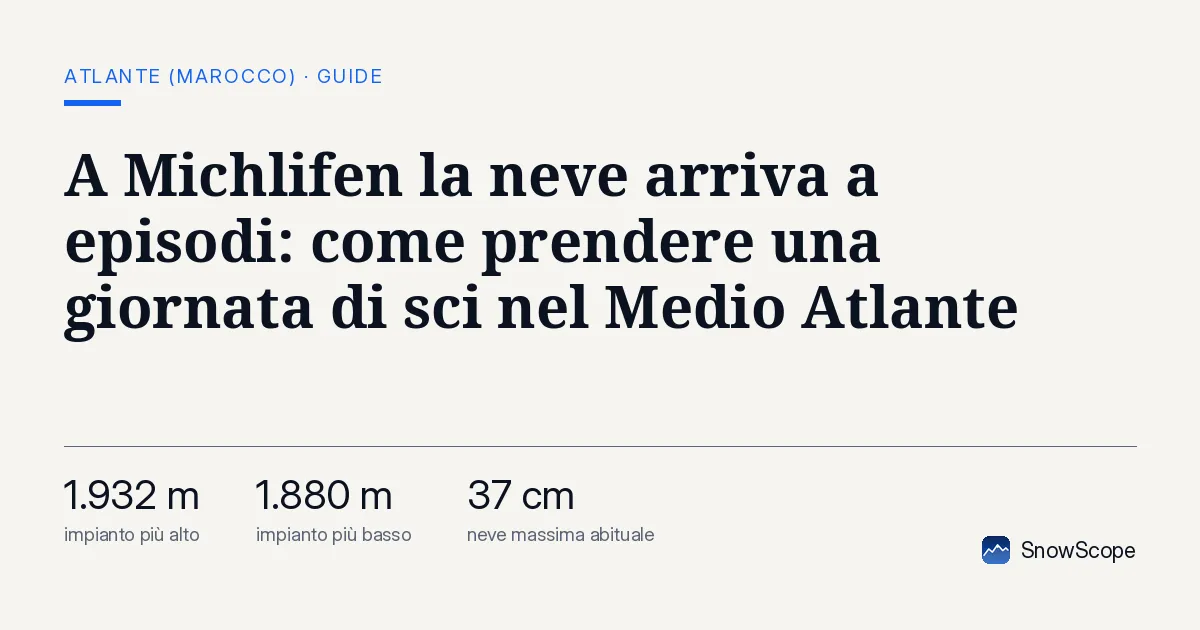 ATLANTE (MAROCCO) · GUIDE
A Michlifen la neve arriva a
episodi: come prendere una
giornata di sci nel Medio Atlante
1.932 m
impianto più alto
1.880 m
impianto più basso
37 cm
neve massima abituale
SnowScope